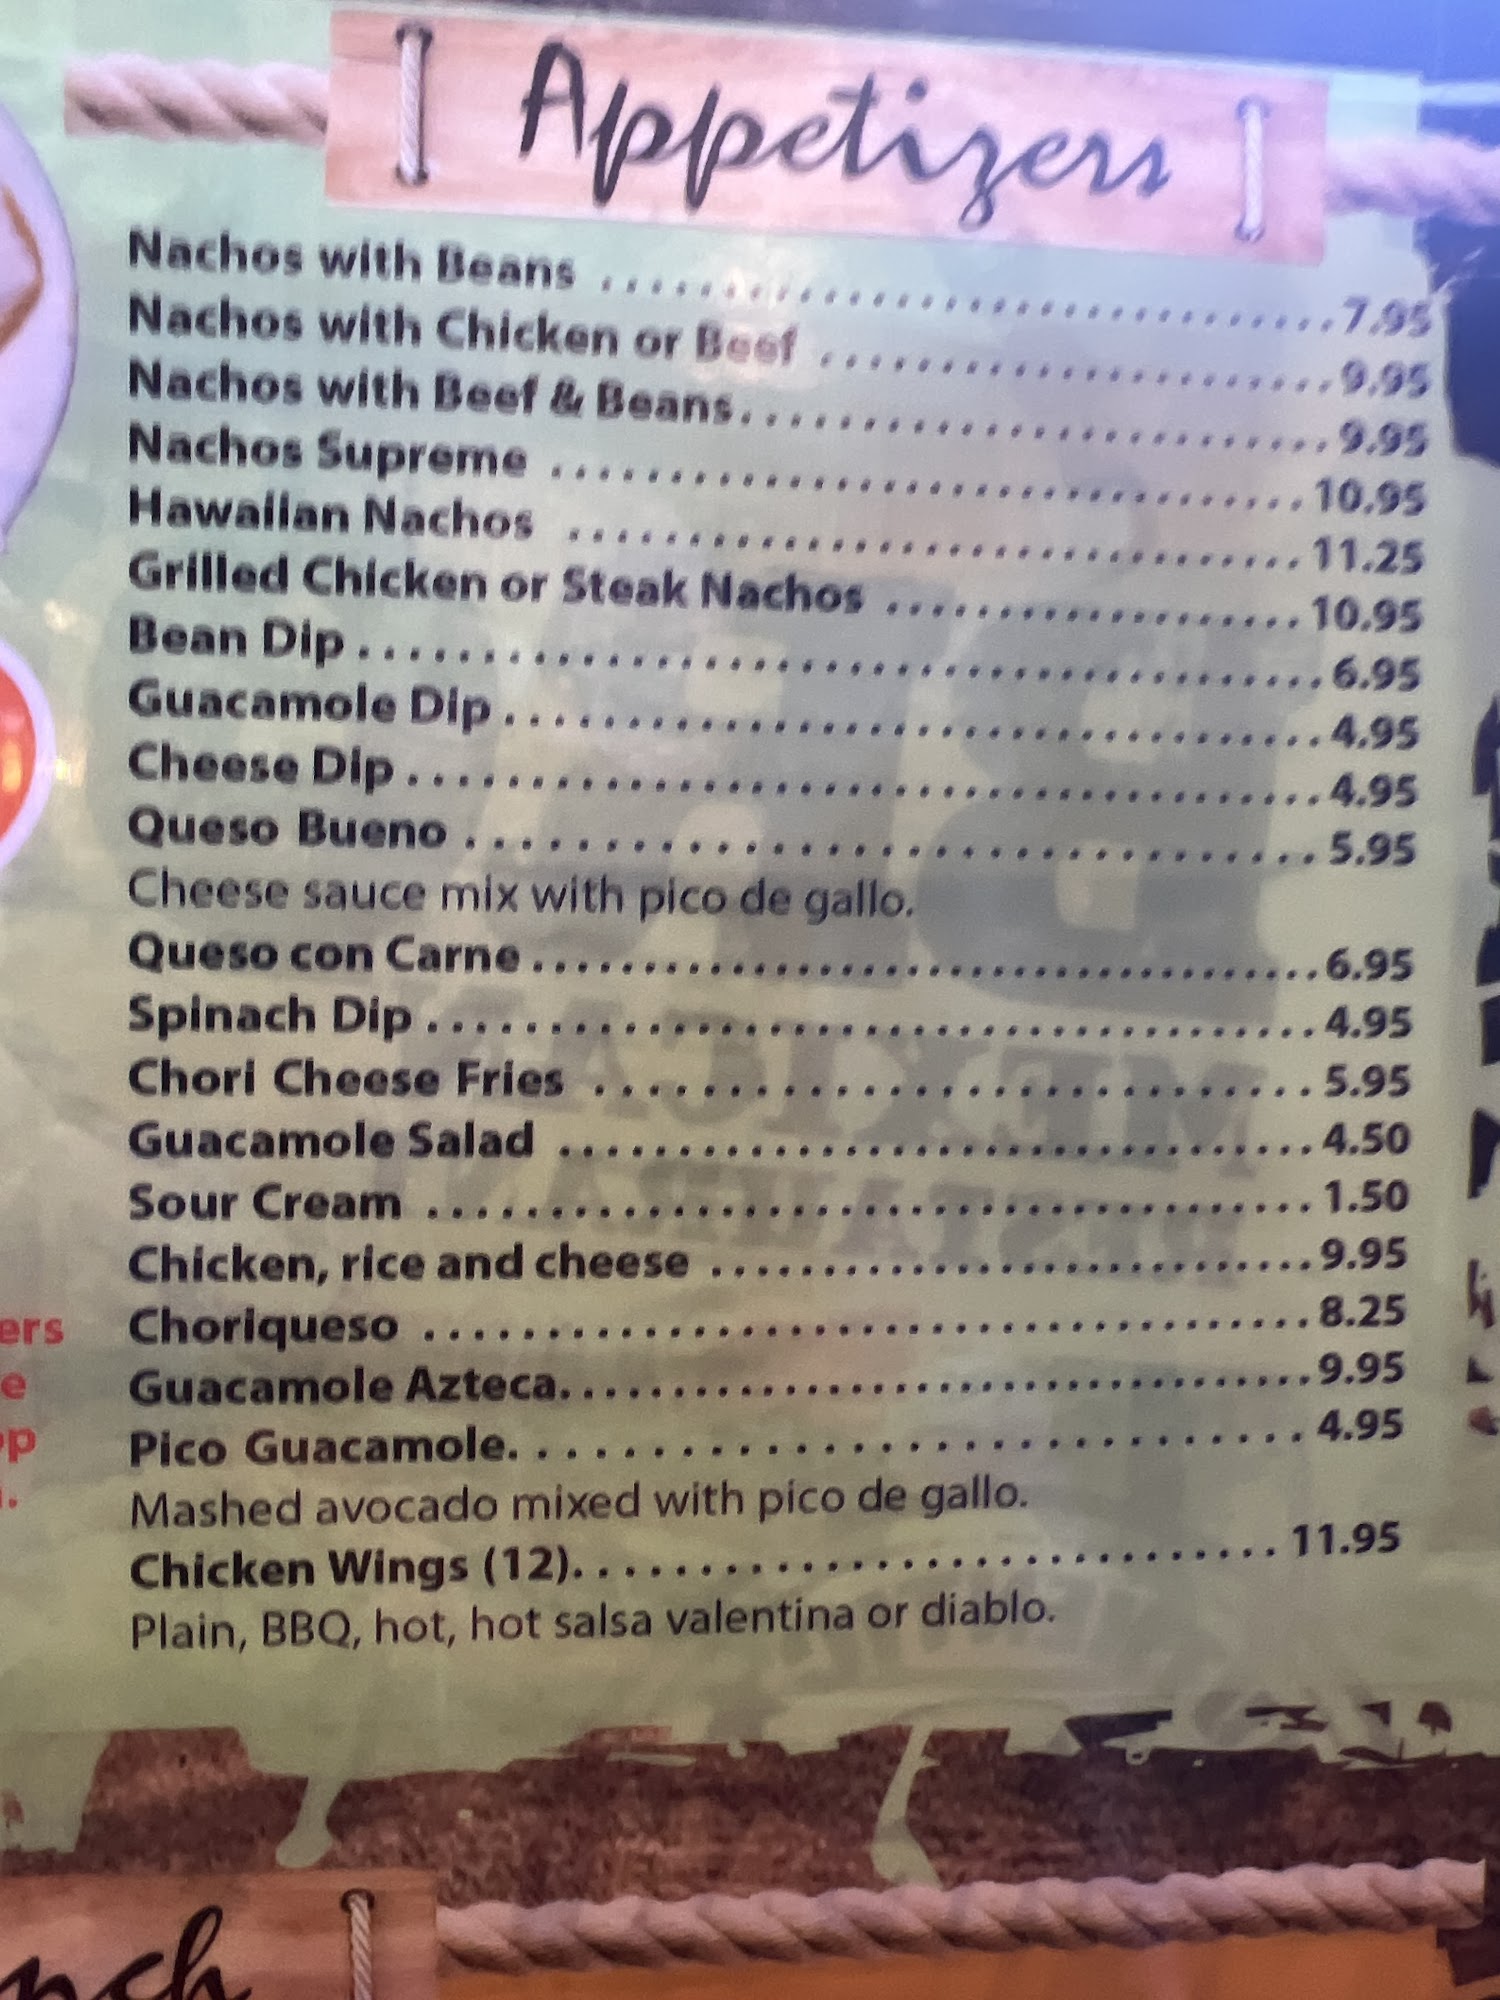 Appetizers
Nachos with Beans ........ 7.95
Nachos with Chicken or Beef ........ 9.95
Nachos with Beef & Beans........ 9.95
Nachos Supreme ........ 10.95
Hawaiian Nachos ........ 11.25
Grilled Chicken or Steak Nachos ........ 10.95
Bean Dip ........ 6.95
Guacamole Dip ........ 4.95
Cheese Dip ........ 4.95
Queso Bueno ........ 5.95
Cheese sauce mix with pico de gallo.
Queso con Carne ........ 6.95
Spinach Dip ........ 4.95
Chori Cheese Fries ........ 5.95
Guacamole Salad ........ 4.50
Sour Cream ........ 1.50
Chicken, rice and cheese ........ 9.95
Choriqueso ........ 8.25
Guacamole Azteca........ 9.95
Pico Guacamole........ 4.95
Mashed avocado mixed with pico de gallo.
Chicken Wings (12)........ 11.95
Plain, BBQ, hot, hot salsa valentina or diablo.